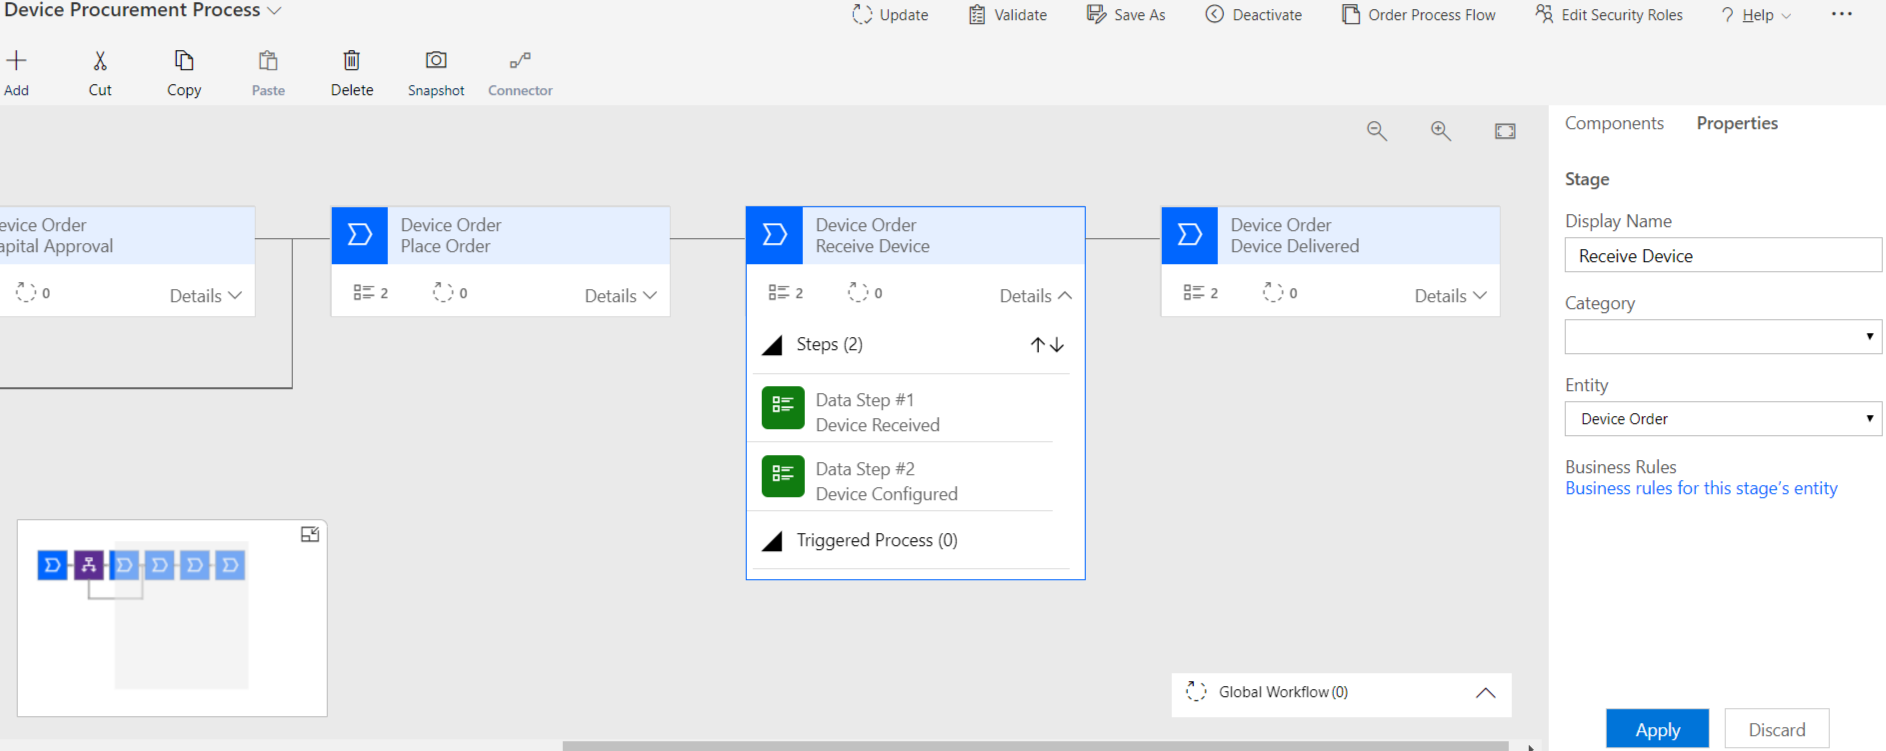 Device Procurement Process
Update
Validate
Save As
Deactivate
Order Process Flow
Edit Security Roles
? Help
...
Add
Cut
Copy
Paste
Delete
Snapshot
Connector
Components
Properties
evice Order
apital Approval
0
Details
Device Order
Place Order
2
0
Details
Device Order
Receive Device
2
0
Details
Steps (2)
Data Step #1
Device Received
Data Step #2
Device Configured
Triggered Process (0)
Device Order
Device Delivered
2
0
Details
Global Workflow (0)
Stage
Display Name
Receive Device
Category
Entity
Device Order
Business Rules
Business rules for this stage's entity
Apply
Discard